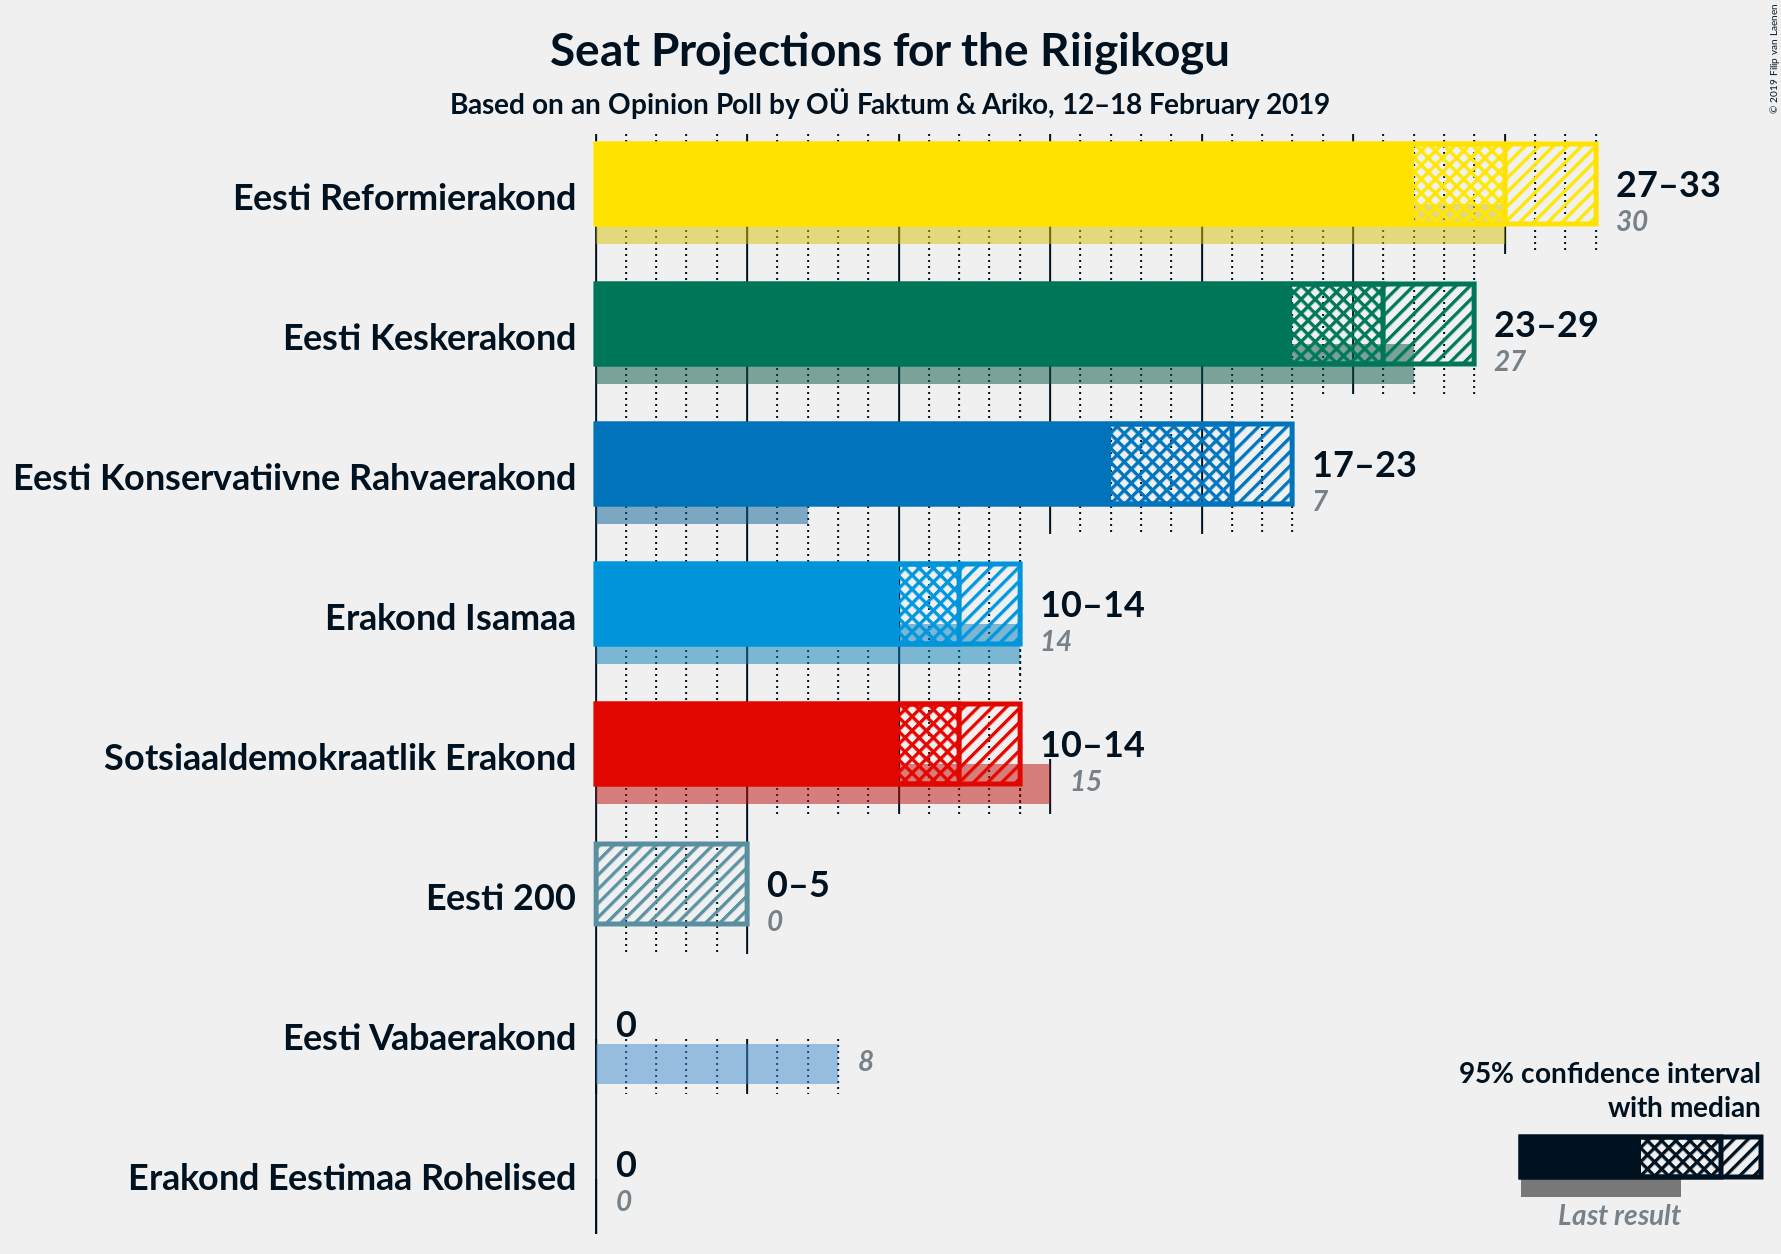 Seat Projections for the Riigikogu
Based on an Opinion Poll by OÜ Faktum & Ariko, 12–18 February 2019
© 2019 Filip van Laenen
Eesti Reformierakond
27–33
30
Eesti Keskerakond
23–29
27
Eesti Konservatiivne Rahvaerakond
17–23
7
Erakond Isamaa
10–14
14
Sotsiaaldemokraatlik Erakond
10–14
15
Eesti 200
0–5
0
Eesti Vabaerakond
0
8
Erakond Eestimaa Rohelised
0
0
95% confidence interval
with median
Last result